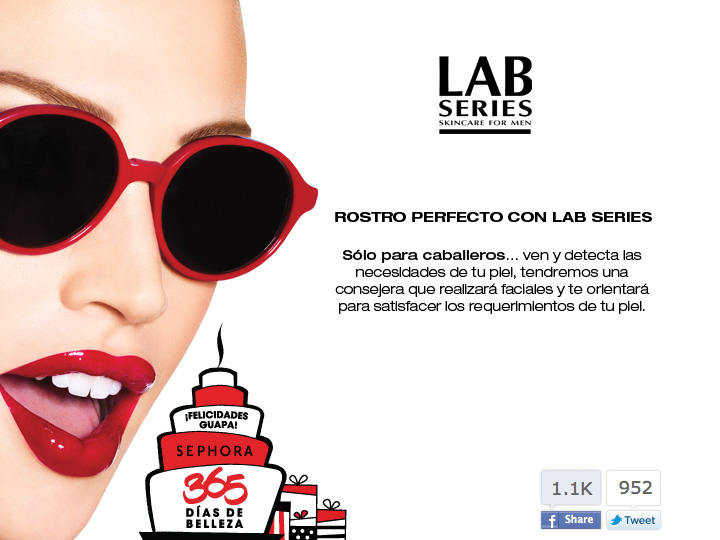 LAB
SERIES
SKINCARE FOR MEN
ROSTRO PERFECTO CON LAB SERIES
Sólo para caballeros... ven y detecta las
necesidades de tu piel, tendremos una
consejera que realizará faciales y te orientará
para satisfacer los requerimientos de tu piel.
¡FELICIDADES
GUAPA!
SEPHORA
365
DÍAS DE
BELLEZA
1.1K 952
f Share Tweet